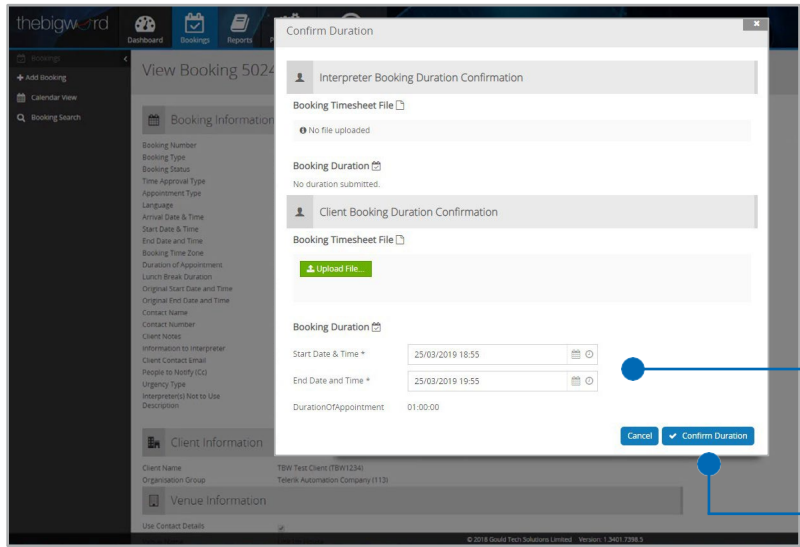 thebigword
Dashboard
Bookings
Reports
Bookings
Add Booking
Calendar View
Booking Search
View Booking 5024
Booking Information
Booking Number
Booking Type
Booking Status
Time Approval Type
Appointment Type
Language
Arrival Date & Time
Start Date & Time
End Date and Time
Booking Time Zone
Duration of Appointment
Lunch Break Duration
Original Start Date and Time
Original End Date and Time
Contact Name
Contact Number
Client Notes
Information to Interpreter
Client Contact Email
People to Notify (Cc)
Urgency Type
Interpreter(s) Not to Use
Description
Client Information
Client Name TBW Test Client (TBW1234)
Organisation Group Telerik Automation Company (113)
Venue Information
Use Contact Details
© 2018 Gould Tech Solutions Limited Version: 1.3401.7398.5
Confirm Duration
Interpreter Booking Duration Confirmation
Booking Timesheet File
No file uploaded
Booking Duration
No duration submitted.
Client Booking Duration Confirmation
Booking Timesheet File
Upload File...
Booking Duration
Start Date & Time * 25/03/2019 18:55
End Date and Time * 25/03/2019 19:55
DurationOfAppointment 01:00:00
Cancel Confirm Duration